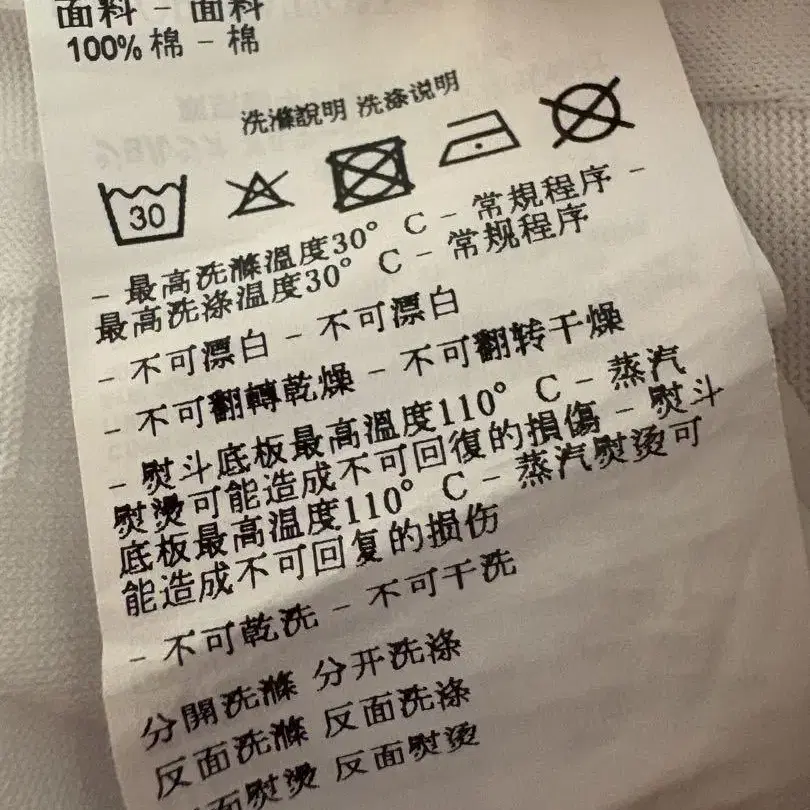 面料 - 面料
100% 棉 - 棉
洗滌說明 洗涤说明
30
- 最高洗滌溫度30° C - 常規程序 -
最高洗涤温度30° C - 常规程序
- 不可漂白 - 不可漂白
- 不可翻轉乾燥 - 不可翻转干燥
- 熨斗底板最高溫度110° C - 蒸汽
熨燙可能造成不可回復的損傷 - 熨斗
底板最高温度110° C - 蒸汽熨烫可
能造成不可回复的损伤
- 不可乾洗 - 不可干洗
分開洗滌 分开洗涤
反面洗滌 反面洗涤
面熨燙 反面熨烫